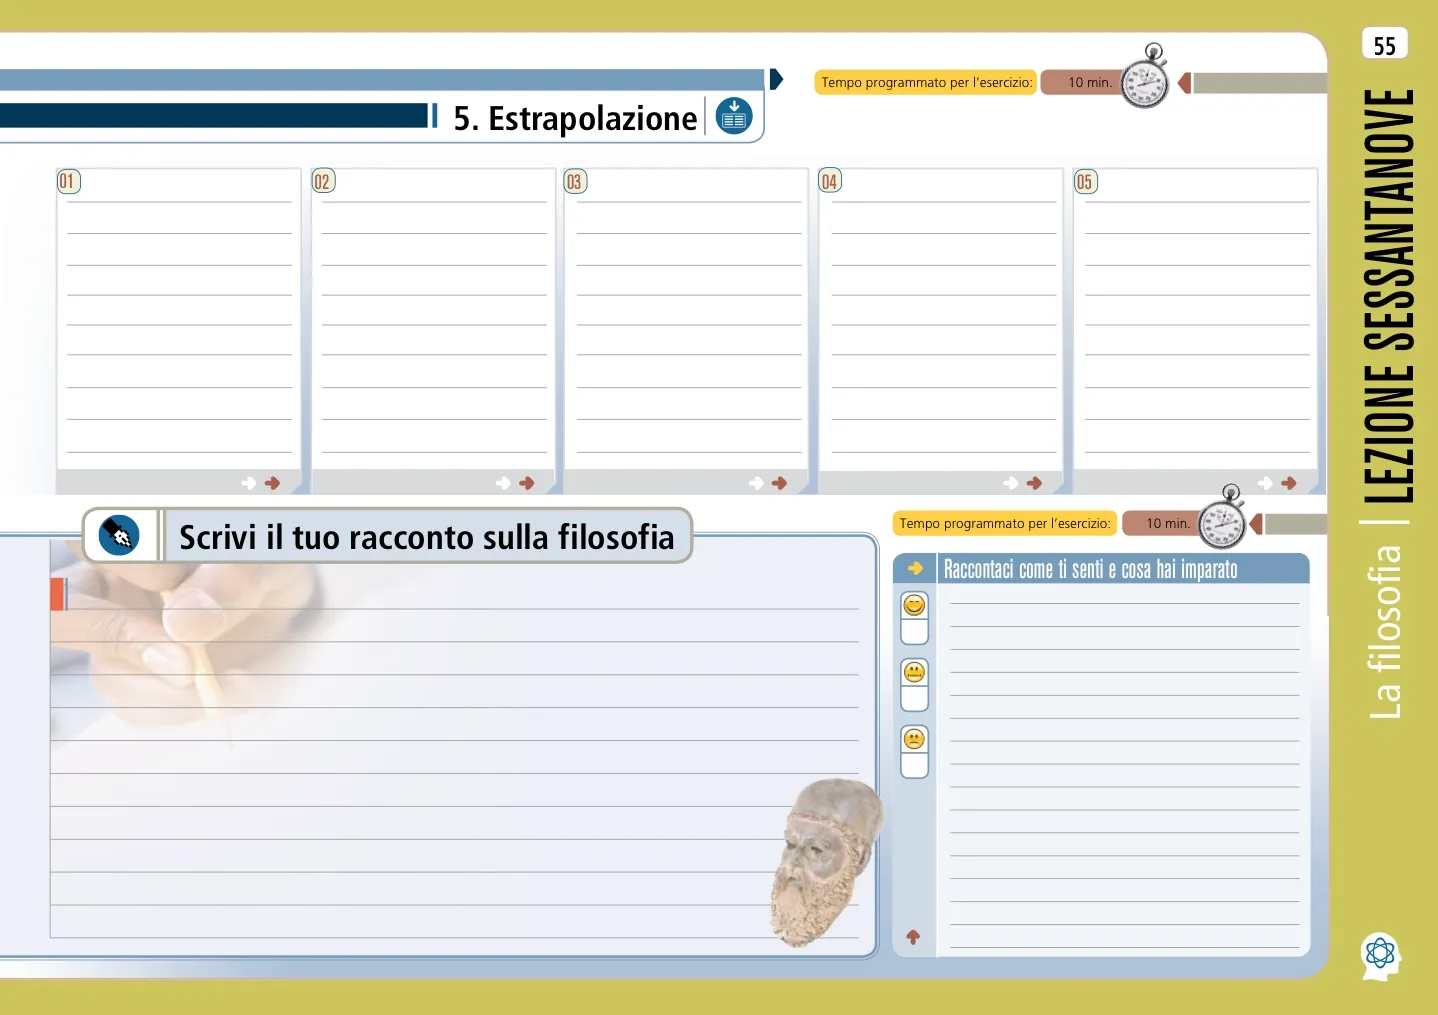 55
Tempo programmato per l'esercizio:
10 min.
5. Estrapolazione
01
02
03
04
05
Scrivi il tuo racconto sulla filosofia
Tempo programmato per l'esercizio:
10 min.
Raccontaci come ti senti e cosa hai imparato
La filosofia | LEZIONE SESSANTANOVE